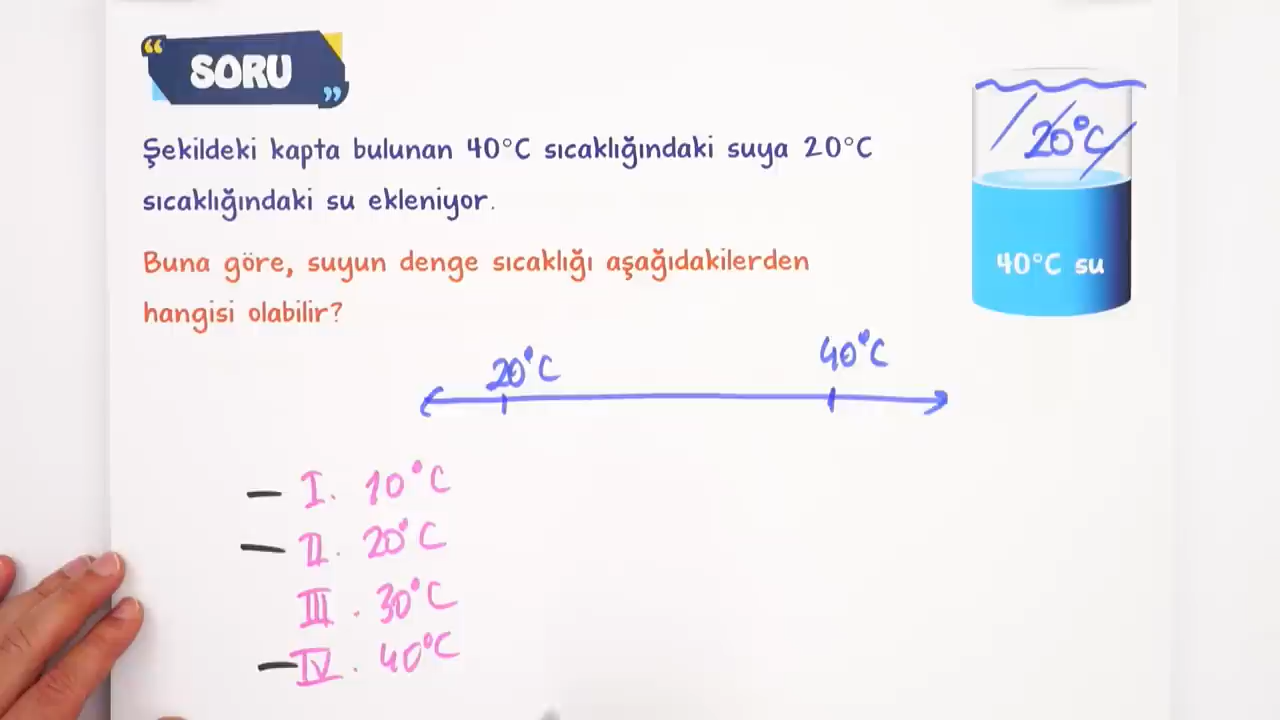 “ SORU ”
Şekildeki kapta bulunan 40°C sıcaklığındaki suya 20°C
sıcaklığındaki su ekleniyor.
Buna göre, suyun denge sıcaklığı aşağıdakilerden
hangisi olabilir?
20°C
40°C su
20°C 40°C
— I. 10°C
— II. 20°C
III. 30°C
— IV. 40°C